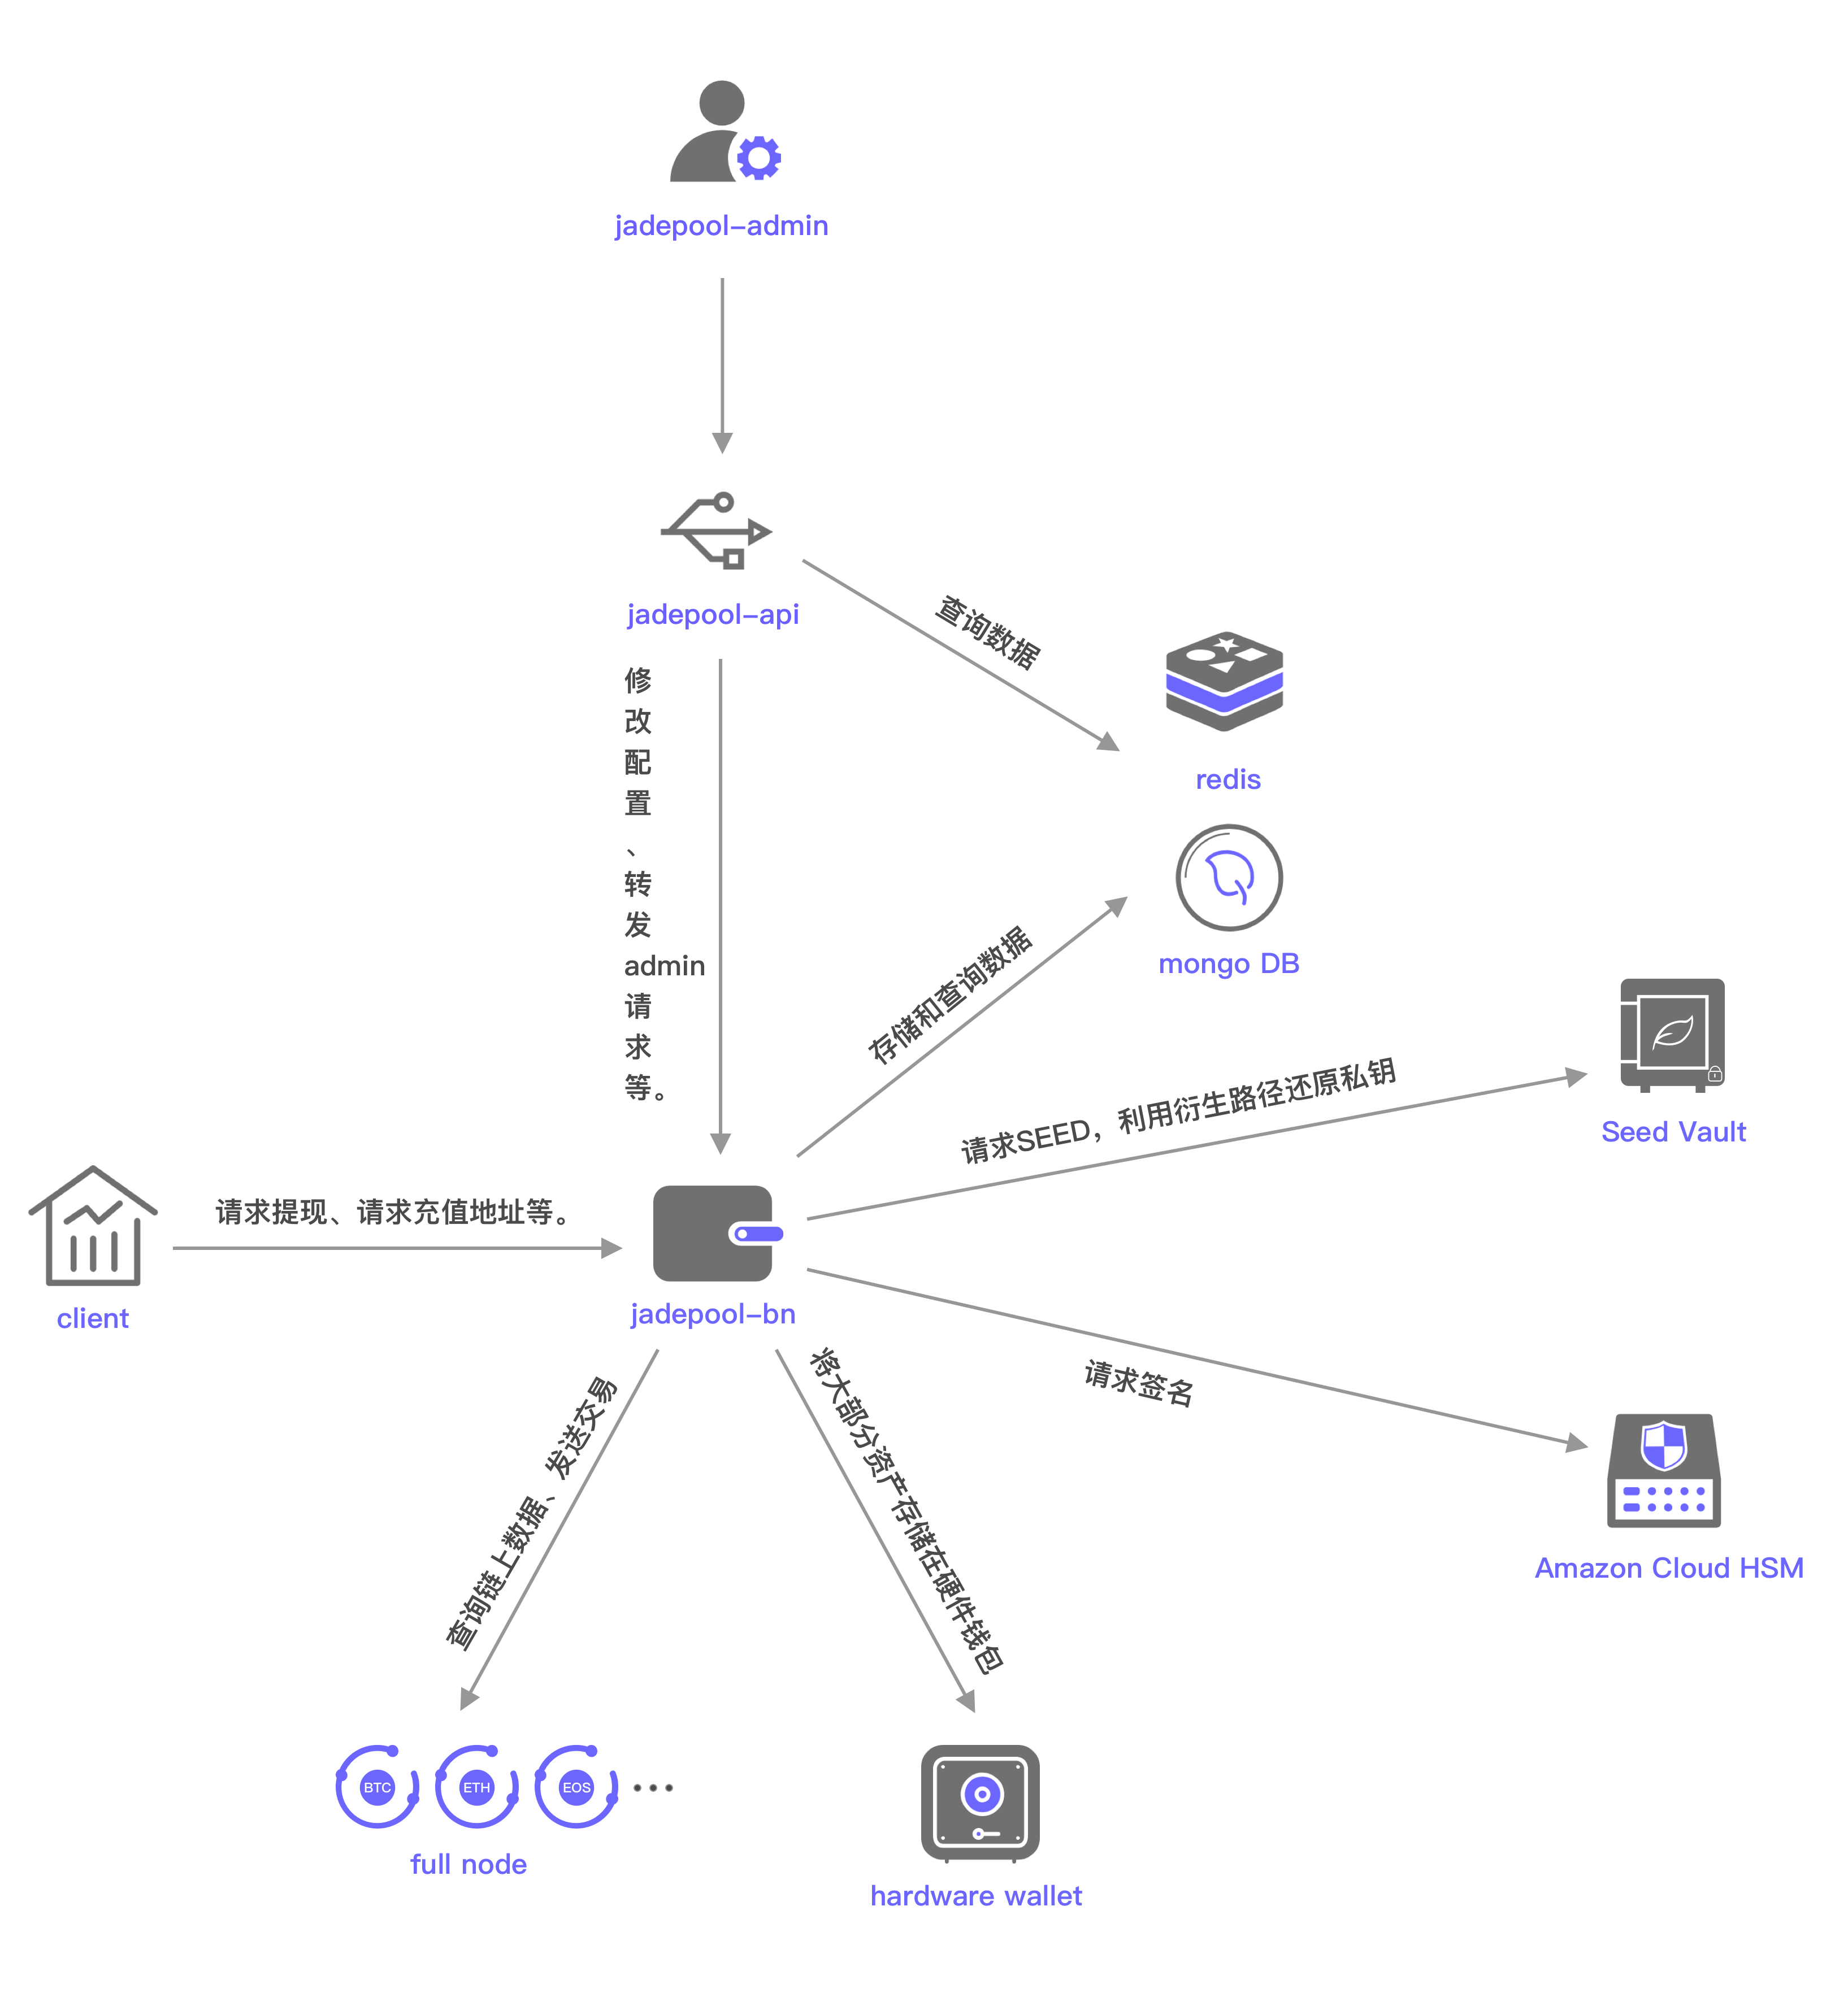 jadepool-admin
jadepool-api
查询数据
redis
修
改
配
置
、
转
发
admin
请
求
等。
mongo DB
存储和查询数据
请求SEED，利用衍生路径还原私钥
Seed Vault
请求提现、请求充值地址等。
client
jadepool-bn
请求签名
Amazon Cloud HSM
查询链上数据、发送交易
将大部分资产存储在硬件钱包
BTC
ETH
EOS
full node
hardware wallet